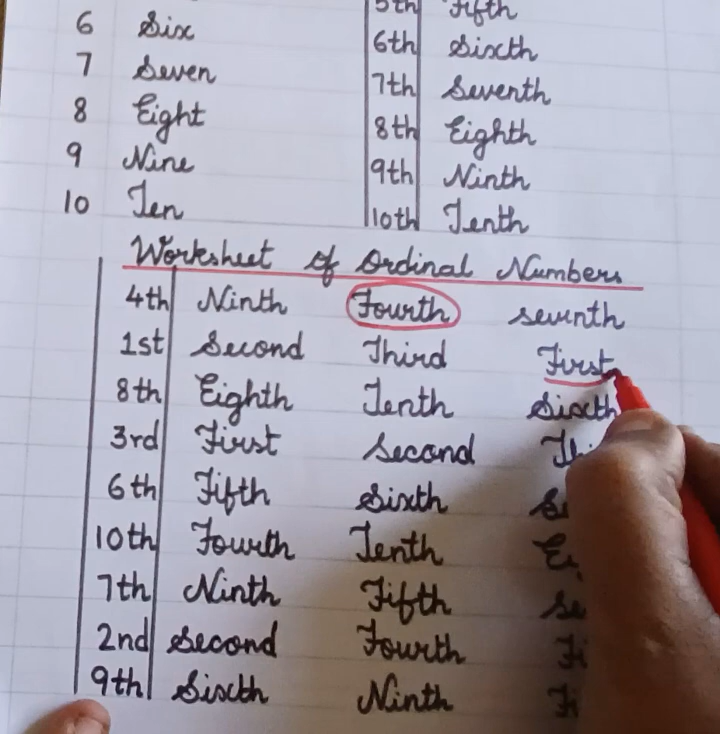 5th Fifth
6 Six 6th Sixth
7 Seven 7th Seventh
8 Eight 8th Eighth
9 Nine 9th Ninth
10 Ten 10th Tenth
Worksheet of Ordinal Numbers
4th Ninth Fourth seventh
1st Second Third First
8th Eighth Tenth Sixth
3rd First Second
6th Fifth Sixth
10th Fourth Tenth
7th Ninth Fifth
2nd Second Fourth
9th Sixth Ninth